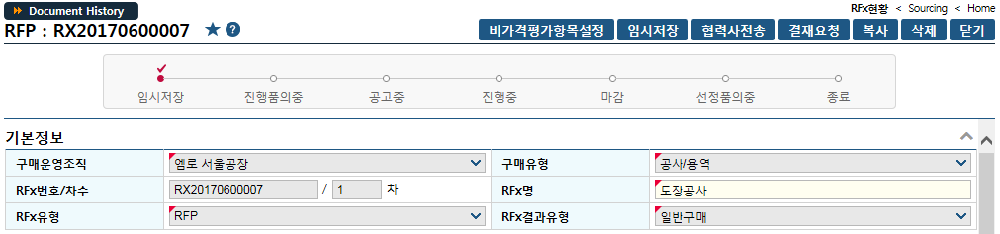 Document History
RFx현황 < Sourcing < Home
RFP : RX20170600007
비가격평가항목설정 임시저장 협력사전송 결재요청 복사 삭제 닫기
임시저장 진행품의중 공고중 진행중 마감 선정품의중 종료
기본정보
구매운영조직 엠로 서울공장 구매유형 공사/용역
RFx번호/차수 RX20170600007 / 1 차 RFx명 도장공사
RFx유형 RFP RFx결과유형 일반구매